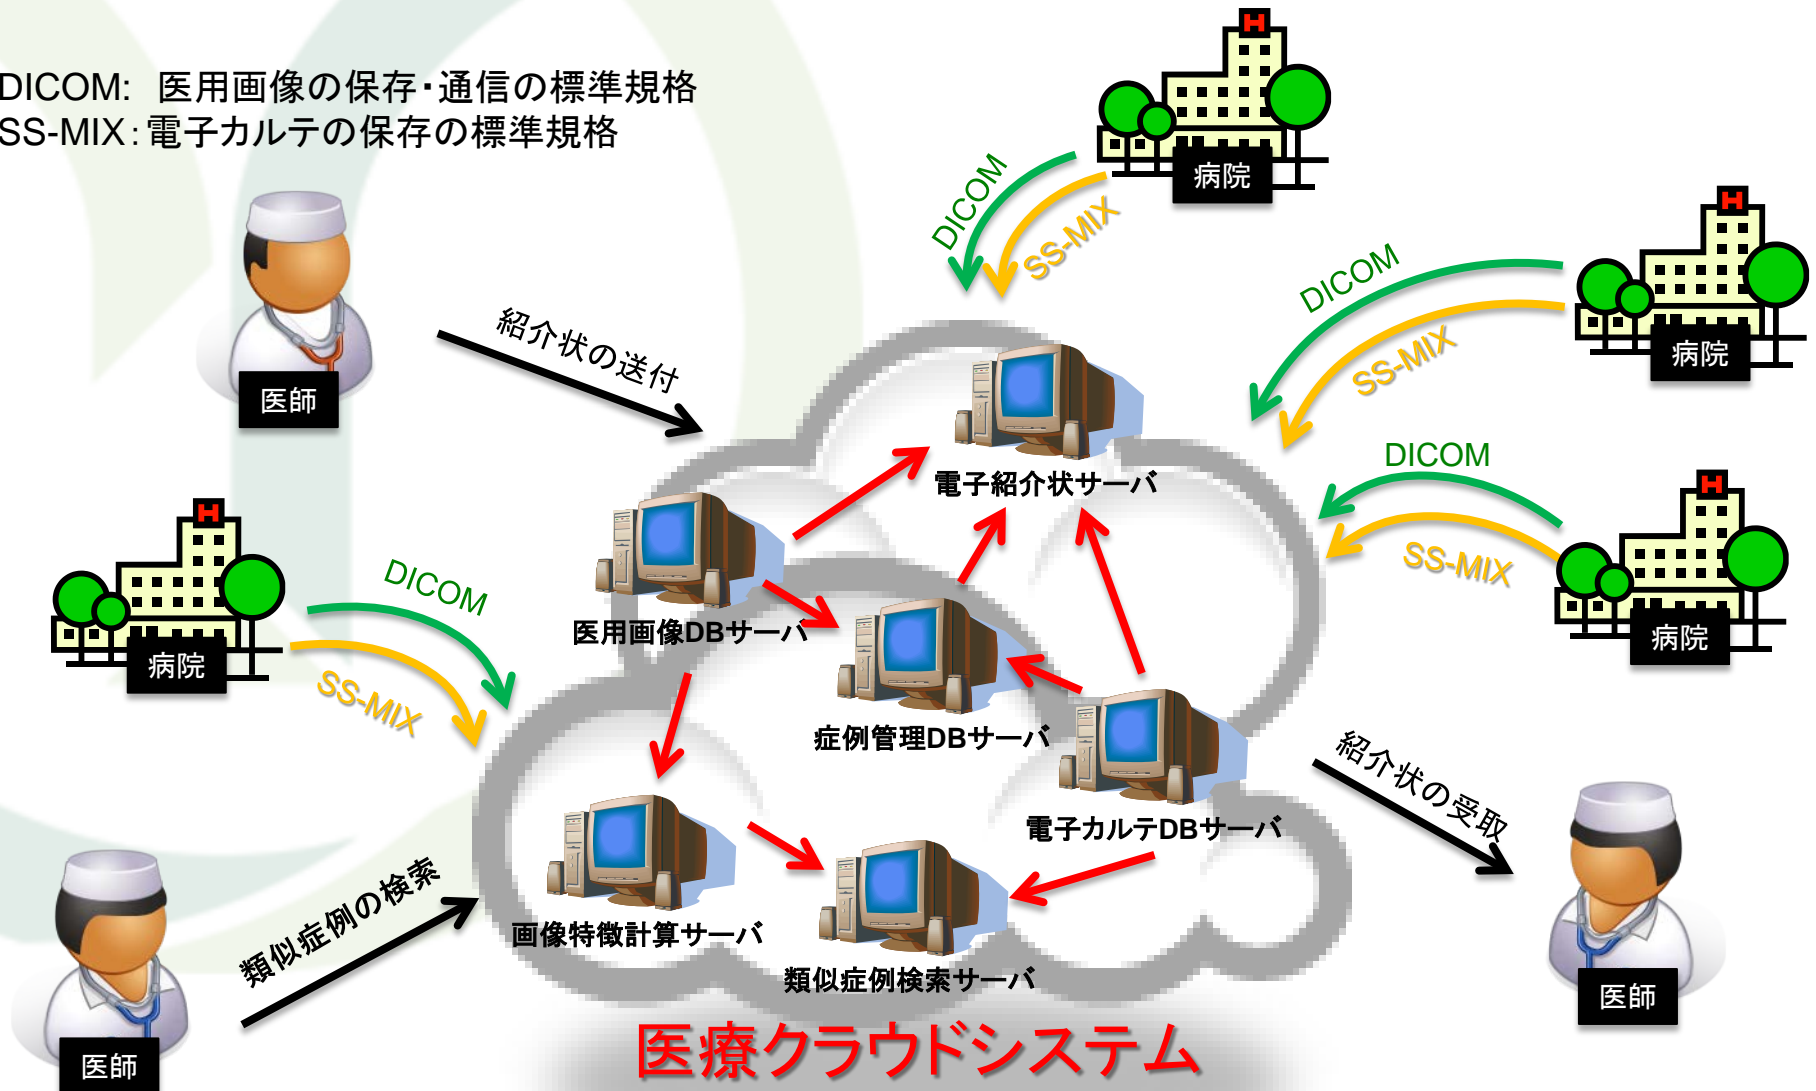 DICOM: 医用画像の保存・通信の標準規格
SS-MIX：電子カルテの保存の標準規格
H
病院
DICOM
SS-MIX
H
病院
DICOM
SS-MIX
医師
紹介状の送付
電子紹介状サーバ
DICOM
SS-MIX
H
病院
H
病院
DICOM
SS-MIX
医用画像DBサーバ
症例管理DBサーバ
電子カルテDBサーバ
紹介状の受取
医師
類似症例の検索
医師
画像特徴計算サーバ
類似症例検索サーバ
医療クラウドシステム